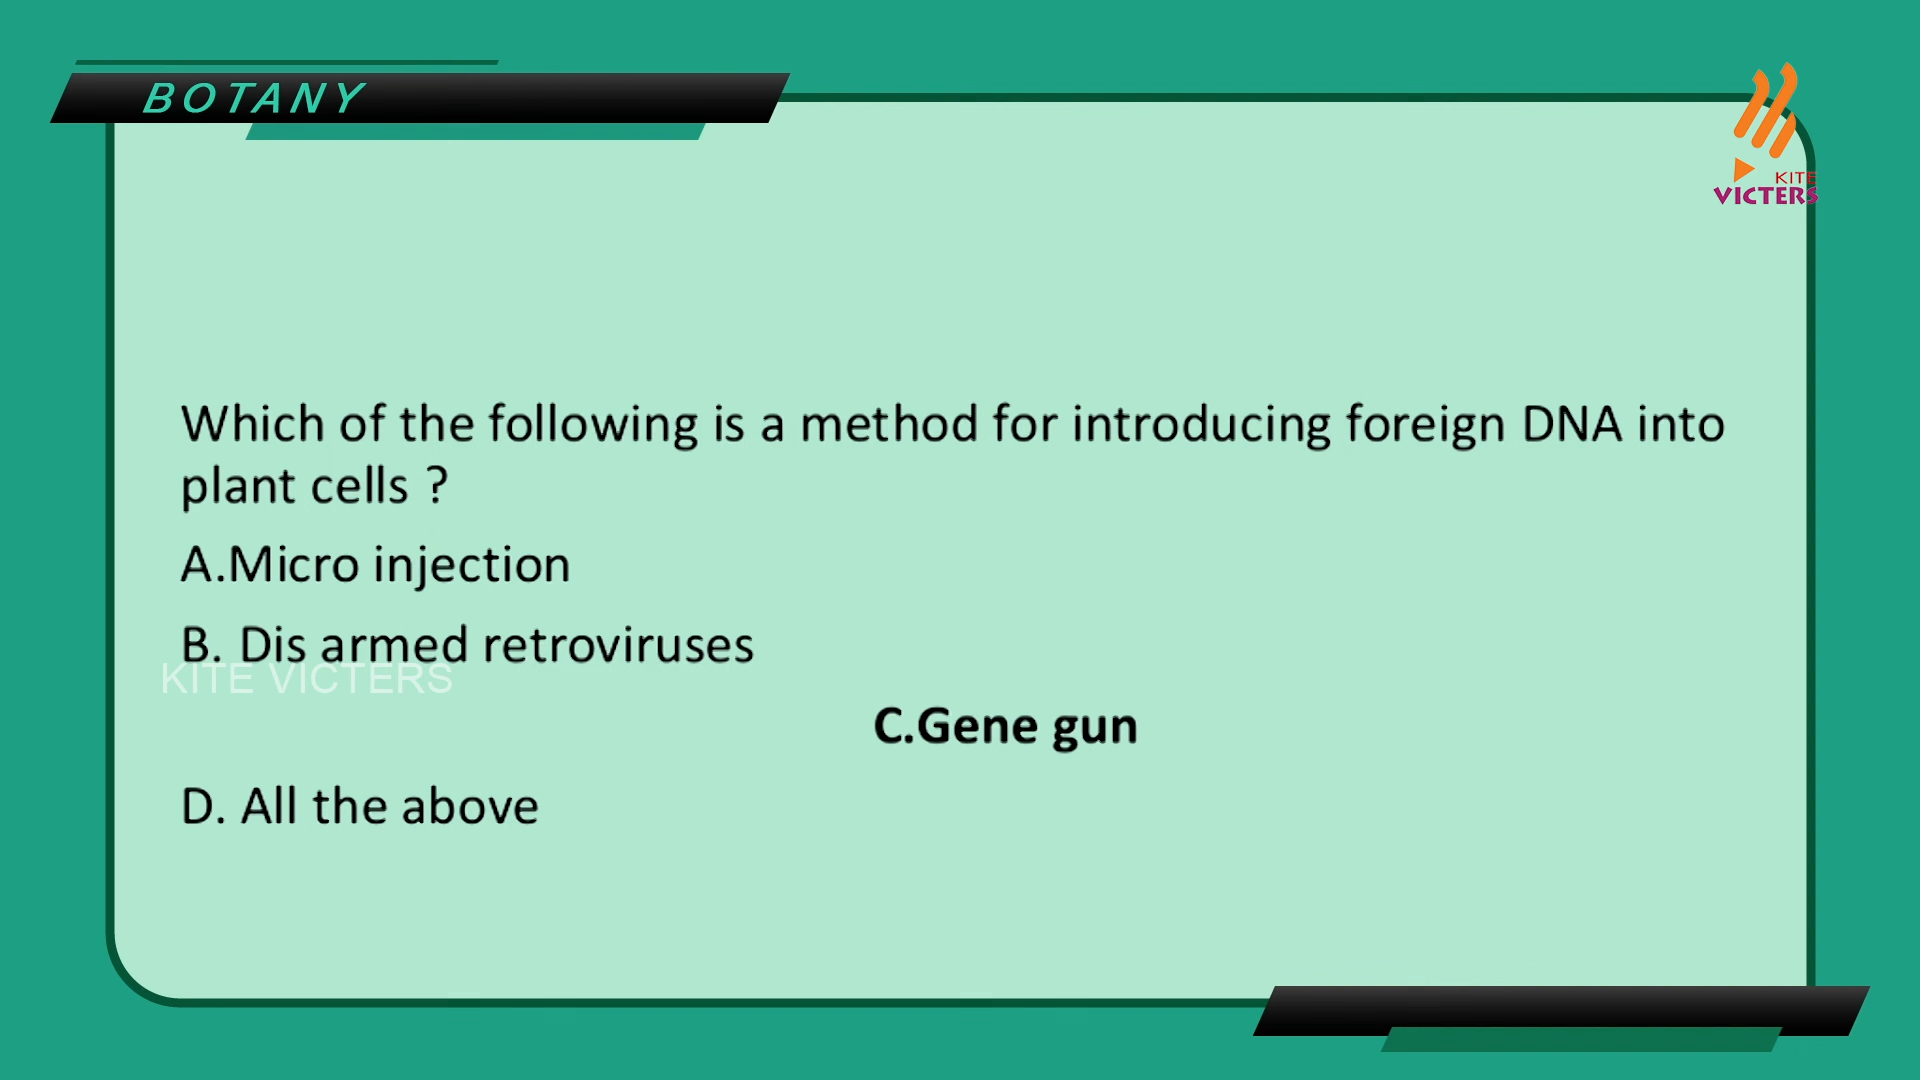 BOTANY
KITE
VICTERS
Which of the following is a method for introducing foreign DNA into
plant cells ?
A.Micro injection
B. Dis armed retroviruses
KITE VICTERS
C.Gene gun
D. All the above